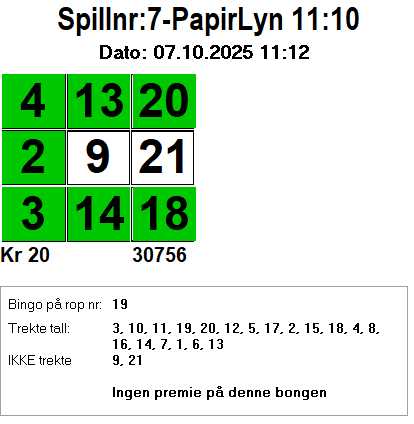 Spillnr:7-PapirLyn 11:10
Dato: 07.10.2025 11:12
4 13 20
2 9 21
3 14 18
Kr 20 30756
Bingo på rop nr: 19
Trekte tall: 3, 10, 11, 19, 20, 12, 5, 17, 2, 15, 18, 4, 8,
16, 14, 7, 1, 6, 13
IKKE trekte 9, 21
Ingen premie på denne bongen